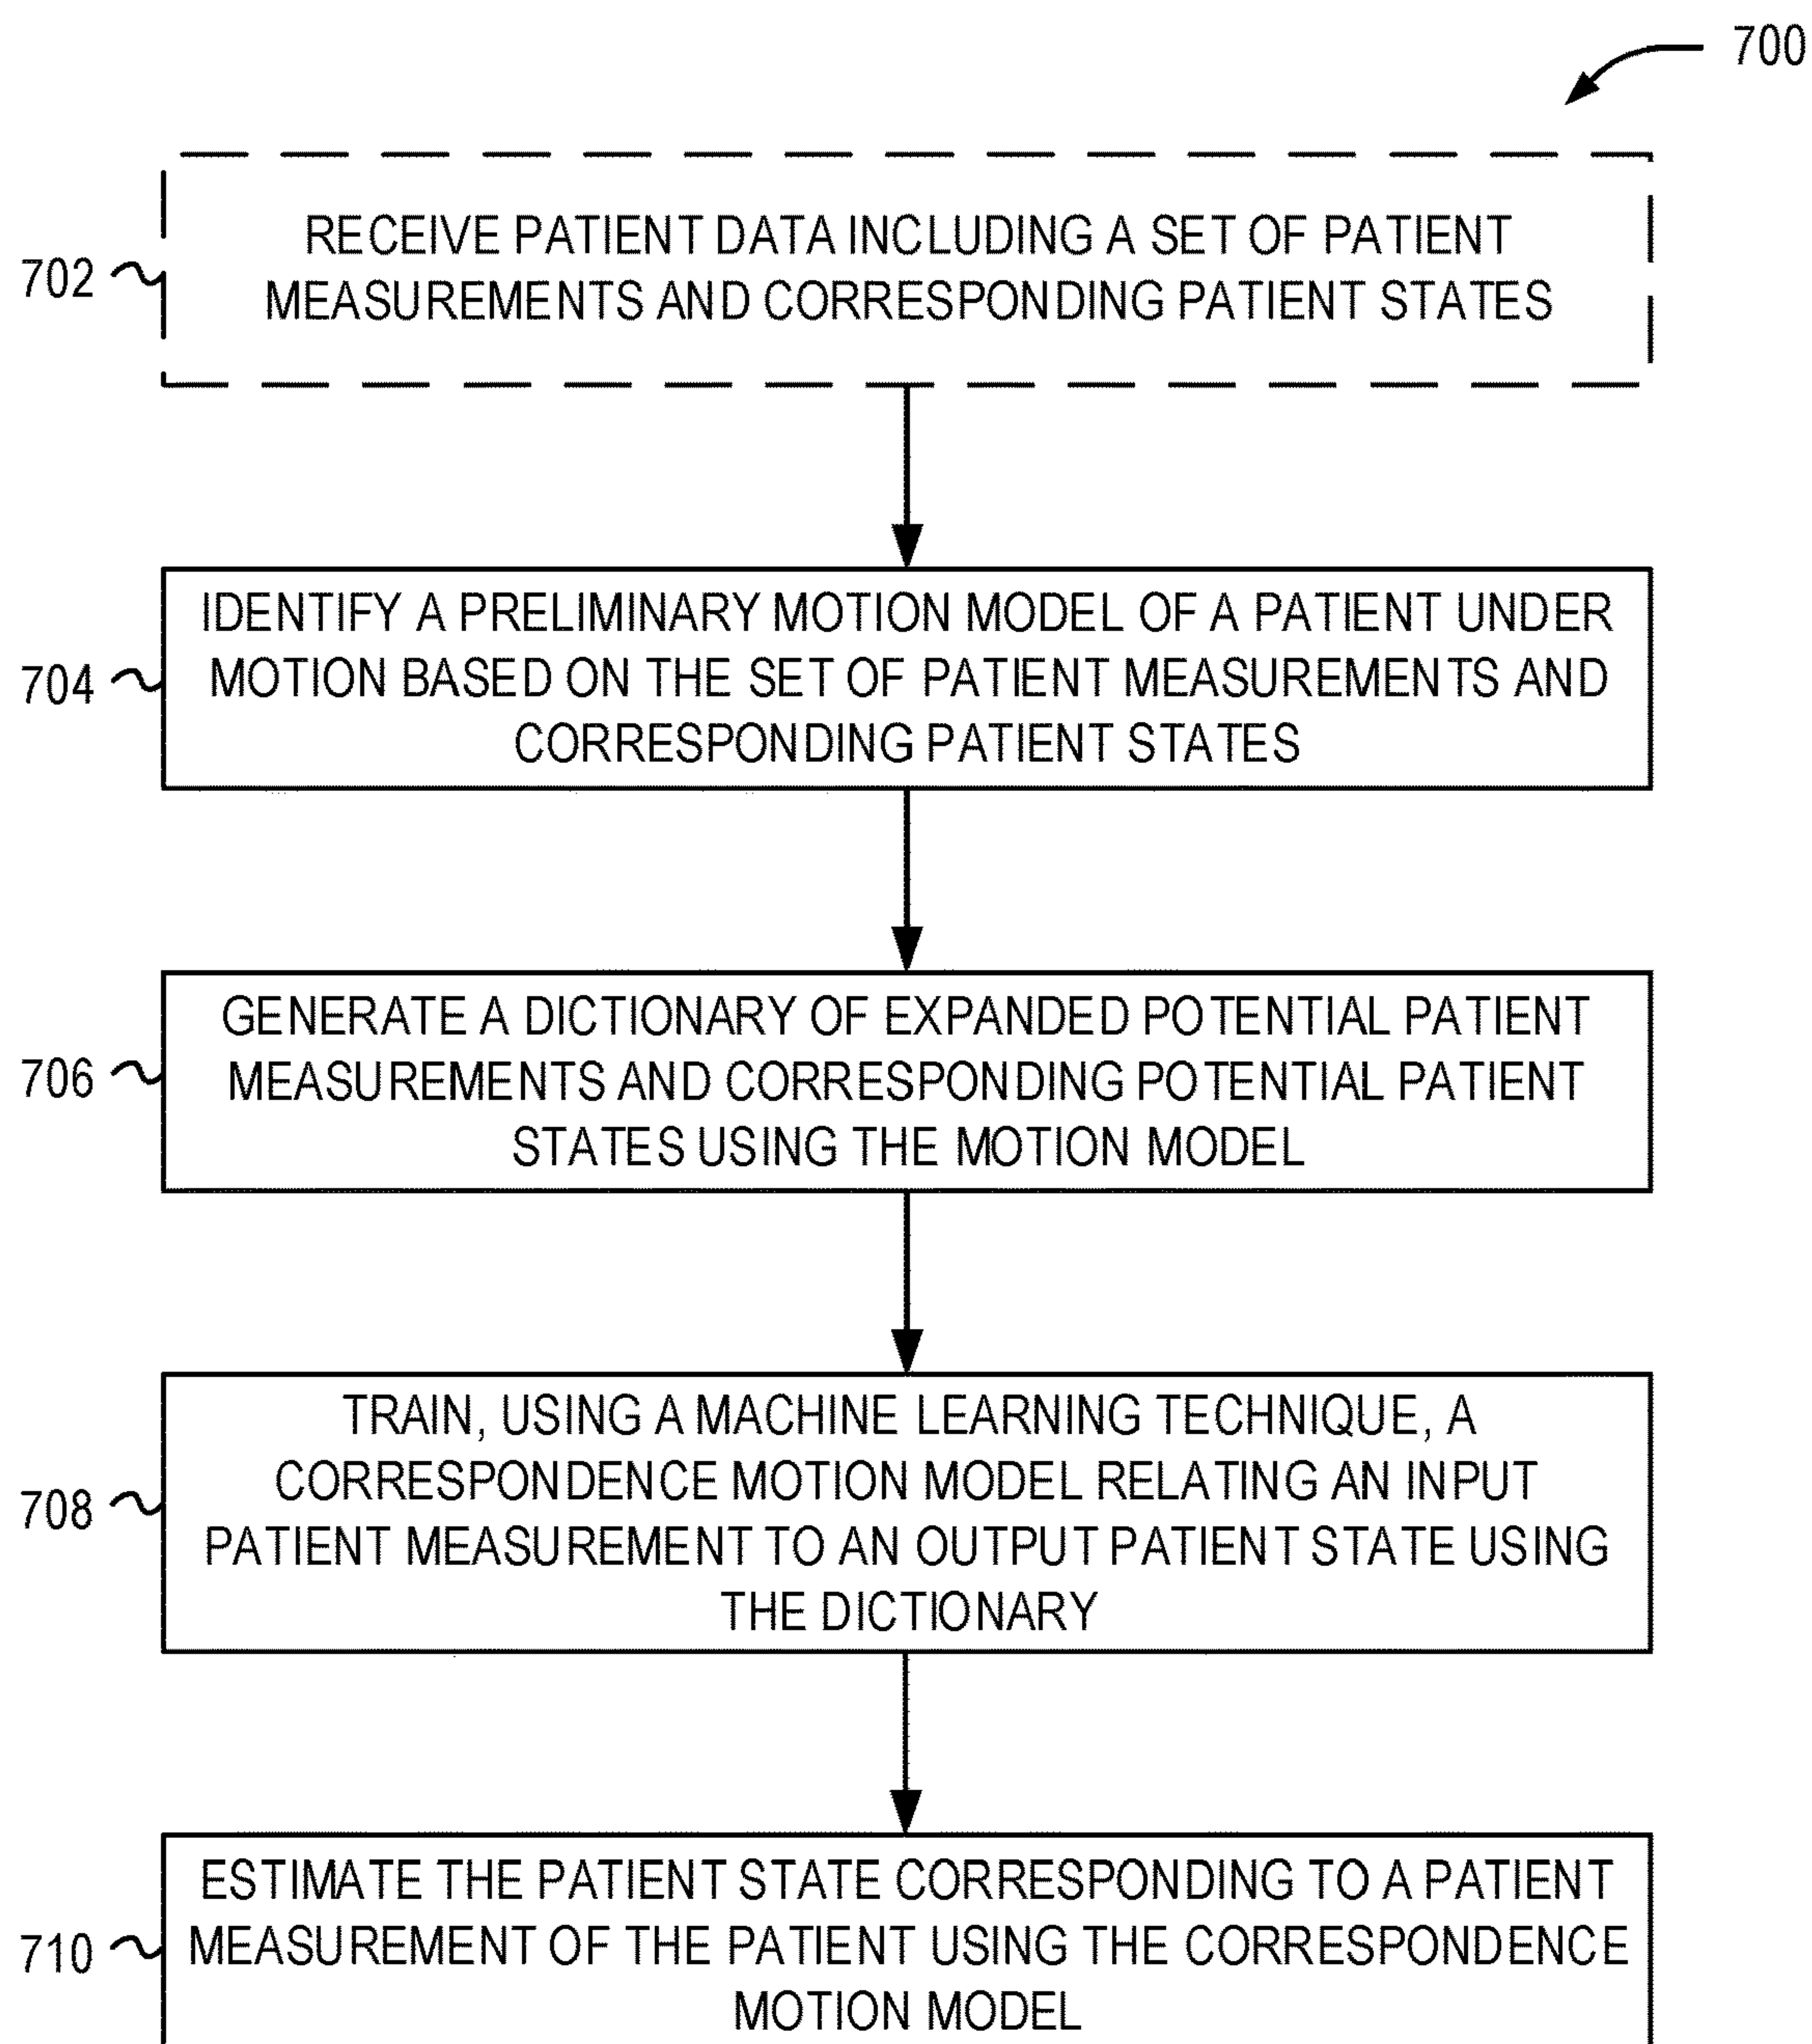 700
702
RECEIVE PATIENT DATA INCLUDING A SET OF PATIENT
MEASUREMENTS AND CORRESPONDING PATIENT STATES
704
IDENTIFY A PRELIMINARY MOTION MODEL OF A PATIENT UNDER
MOTION BASED ON THE SET OF PATIENT MEASUREMENTS AND
CORRESPONDING PATIENT STATES
706
GENERATE A DICTIONARY OF EXPANDED POTENTIAL PATIENT
MEASUREMENTS AND CORRESPONDING POTENTIAL PATIENT
STATES USING THE MOTION MODEL
708
TRAIN, USING A MACHINE LEARNING TECHNIQUE, A
CORRESPONDENCE MOTION MODEL RELATING AN INPUT
PATIENT MEASUREMENT TO AN OUTPUT PATIENT STATE USING
THE DICTIONARY
710
ESTIMATE THE PATIENT STATE CORRESPONDING TO A PATIENT
MEASUREMENT OF THE PATIENT USING THE CORRESPONDENCE
MOTION MODEL